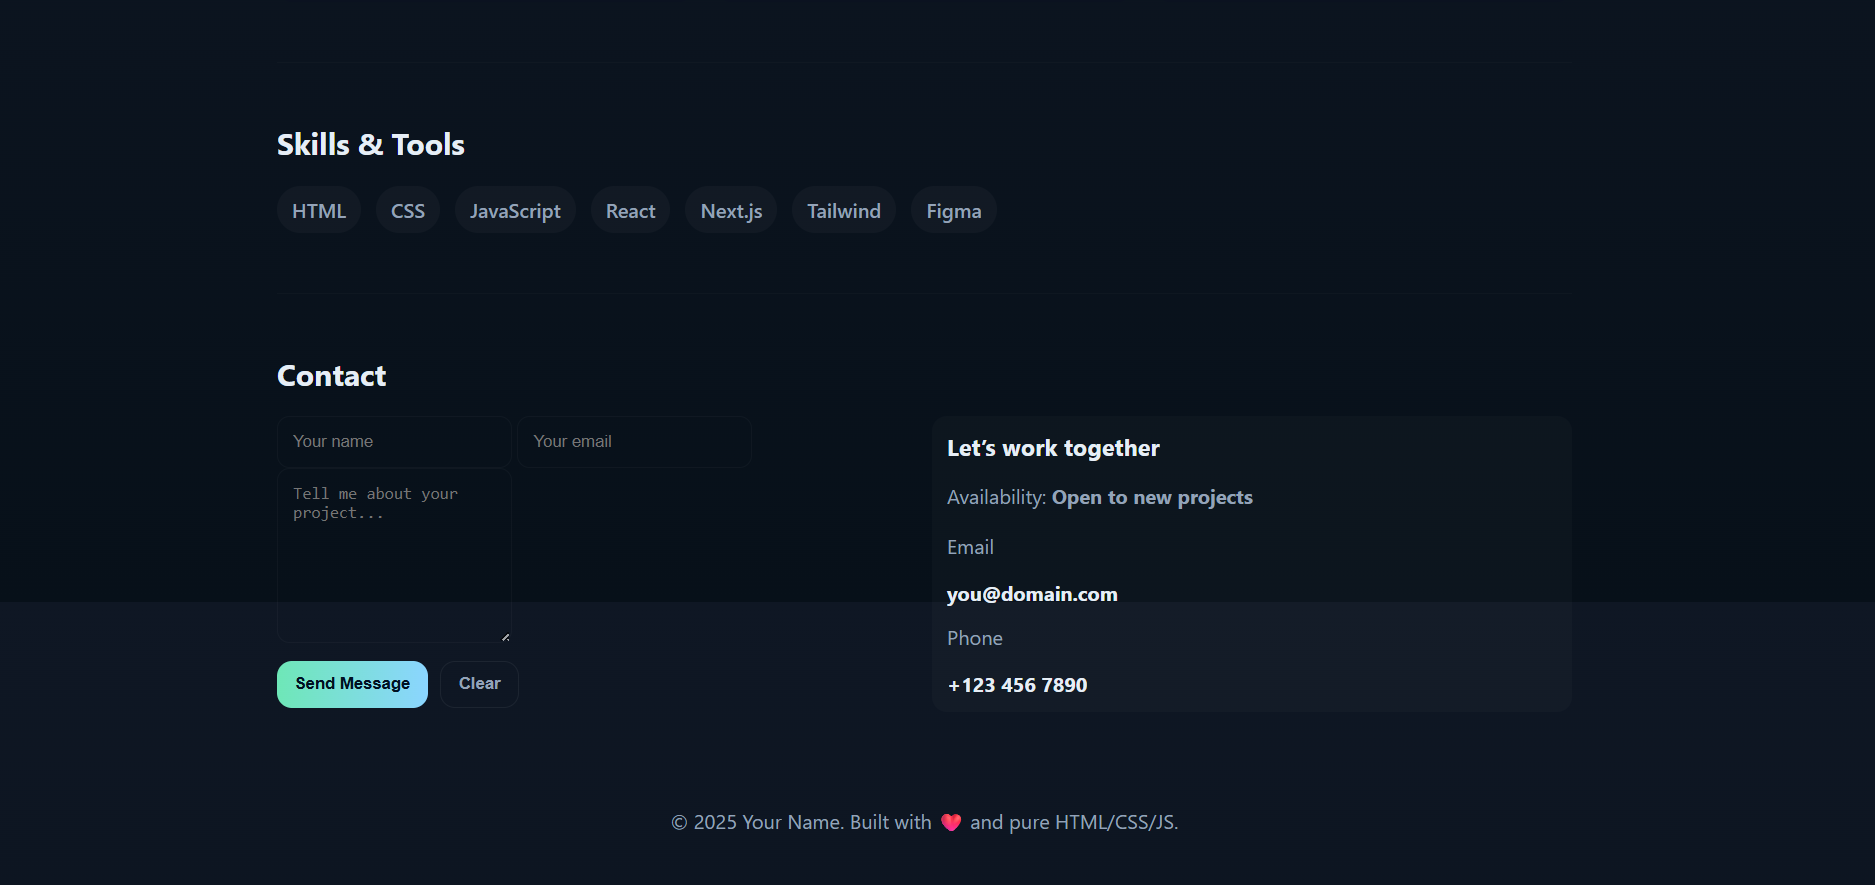 Skills & Tools
HTML CSS JavaScript React Next.js Tailwind Figma
Contact
Your name
Your email
Tell me about your
project...
Send Message
Clear
Let’s work together
Availability: Open to new projects
Email
you@domain.com
Phone
+123 456 7890
© 2025 Your Name. Built with ❤️ and pure HTML/CSS/JS.